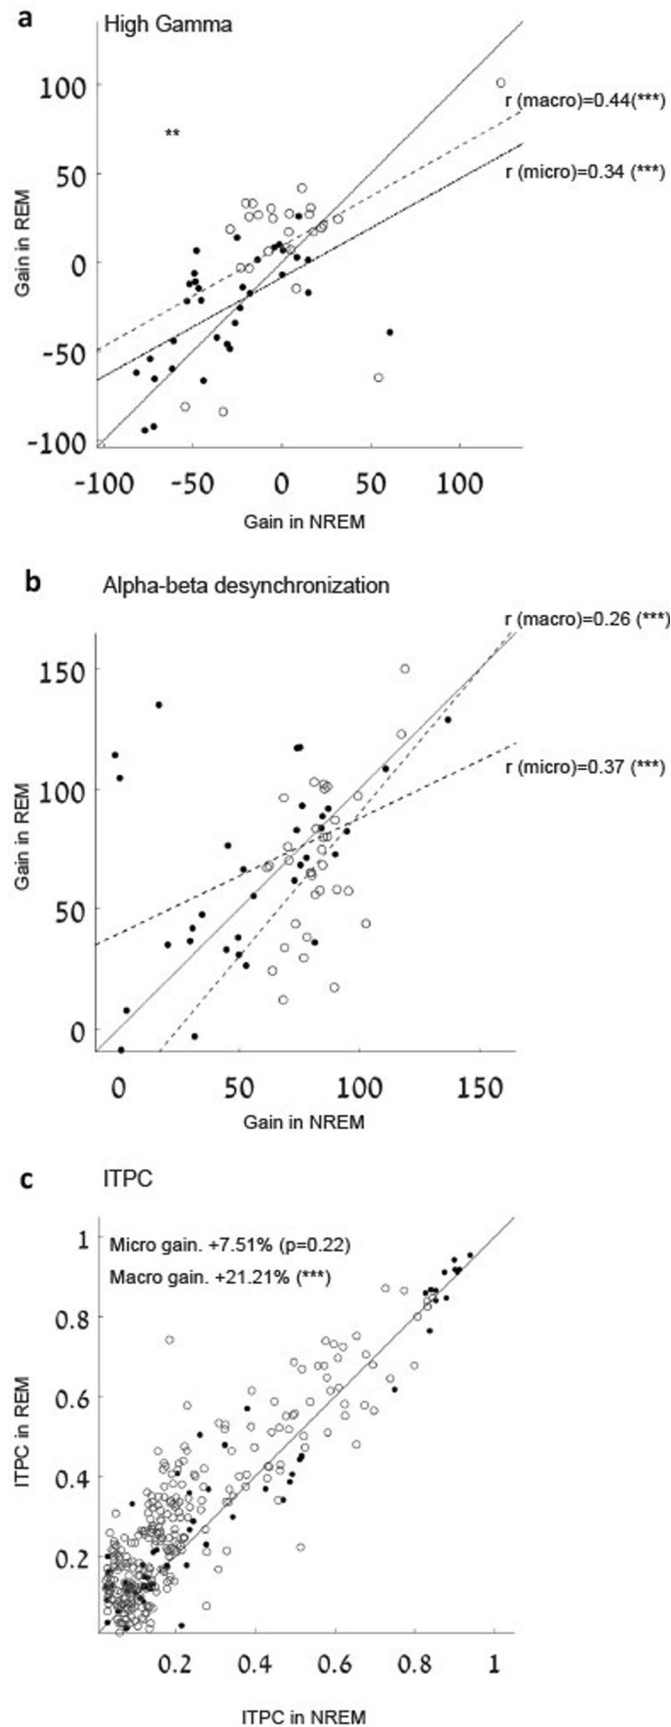 a High Gamma
100
50
0
-50
-100
Gain in REM
**
r (macro)=0.44(***)
r (micro)=0.34 (***)
-100 -50 0 50 100
Gain in NREM
b Alpha-beta desynchronization
150
100
50
0
Gain in REM
r (macro)=0.26 (***)
r (micro)=0.37 (***)
0 50 100 150
Gain in NREM
c ITPC
1
0.8
0.6
0.4
0.2
ITPC in REM
Micro gain. +7.51% (p=0.22)
Macro gain. +21.21% (***)
0.2 0.4 0.6 0.8 1
ITPC in NREM